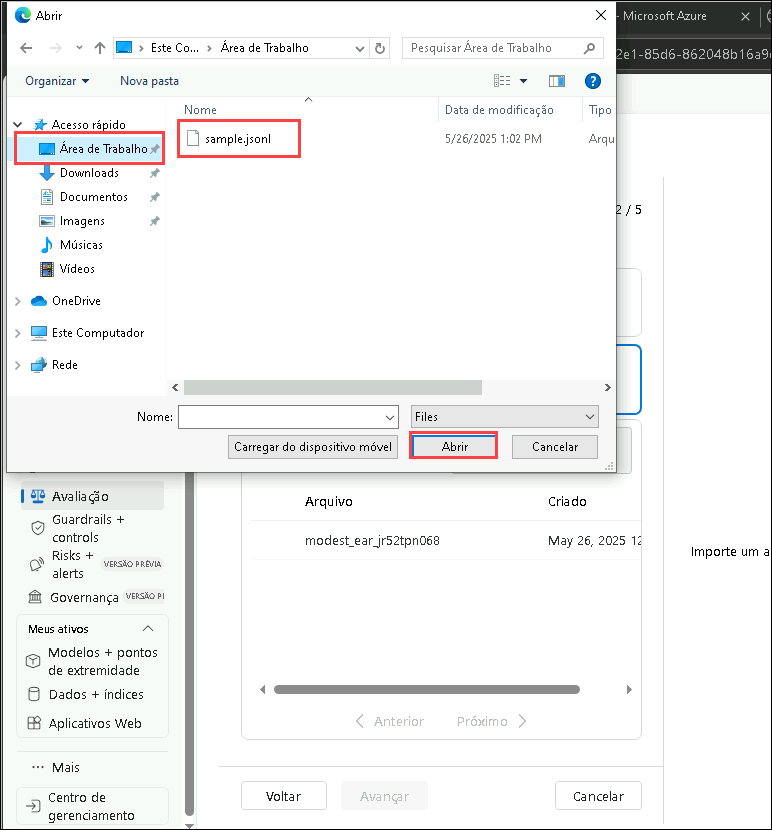 Abrir
- Microsoft Azure
Este Co...
Área de Trabalho
Pesquisar Área de Trabalho
2e1-85d6-862048b16a9
Organizar
Nova pasta
?
Nome
Data de modificação
Tipo
Acesso rápido
sample.jsonl
5/26/2025 1:02 PM
Arqu
Área de Trabalho
Downloads
Documentos
Imagens
Músicas
Vídeos
OneDrive
Este Computador
Rede
2 / 5
Nome:
Files
Carregar do dispositivo móvel
Abrir
Cancelar
Avaliação
Guardrails +
controls
Risks +
alerts
VERSÃO PRÉVIA
Governança
VERSÃO PI
Meus ativos
Modelos + pontos
de extremidade
Dados + índices
Aplicativos Web
... Mais
Centro de
gerenciamento
Arquivo
Criado
modest_ear_jr52tpn068
May 26, 2025 12
Importe um a
Anterior
Próximo
Voltar
Avançar
Cancelar